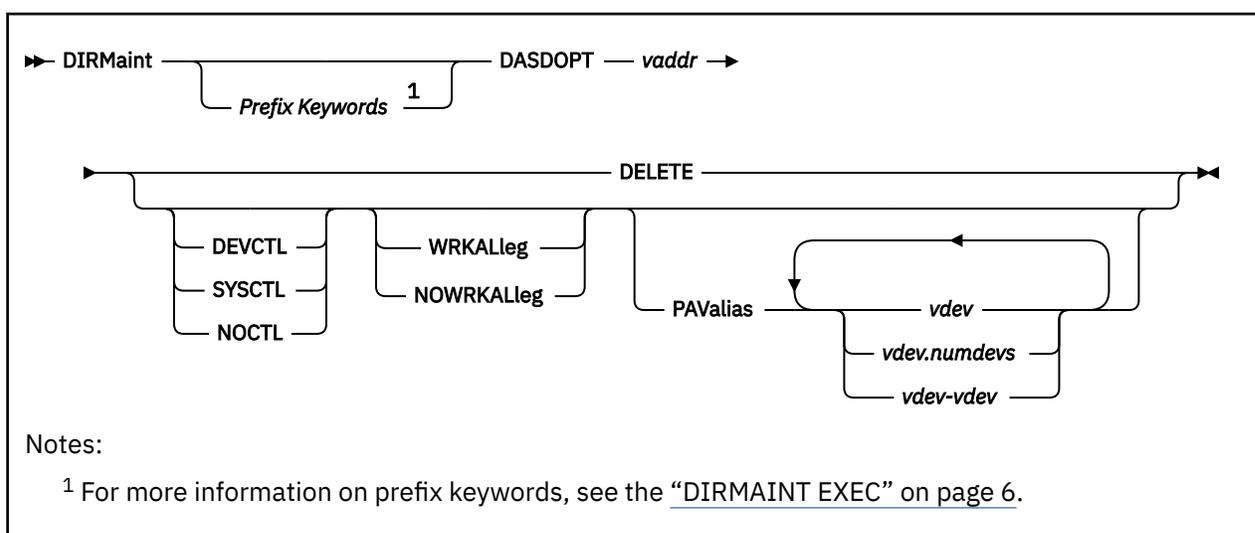 DIRMaint DASDOPT vaddr
Prefix Keywords 1
DELETE
DEVCTL
SYSCTL
NOCTL
WRKALleg
NOWRKALleg
PAValias vdev
vdev.numdevs
vdev-vdev
Notes:
1 For more information on prefix keywords, see the “DIRMAINT EXEC” on page 6.